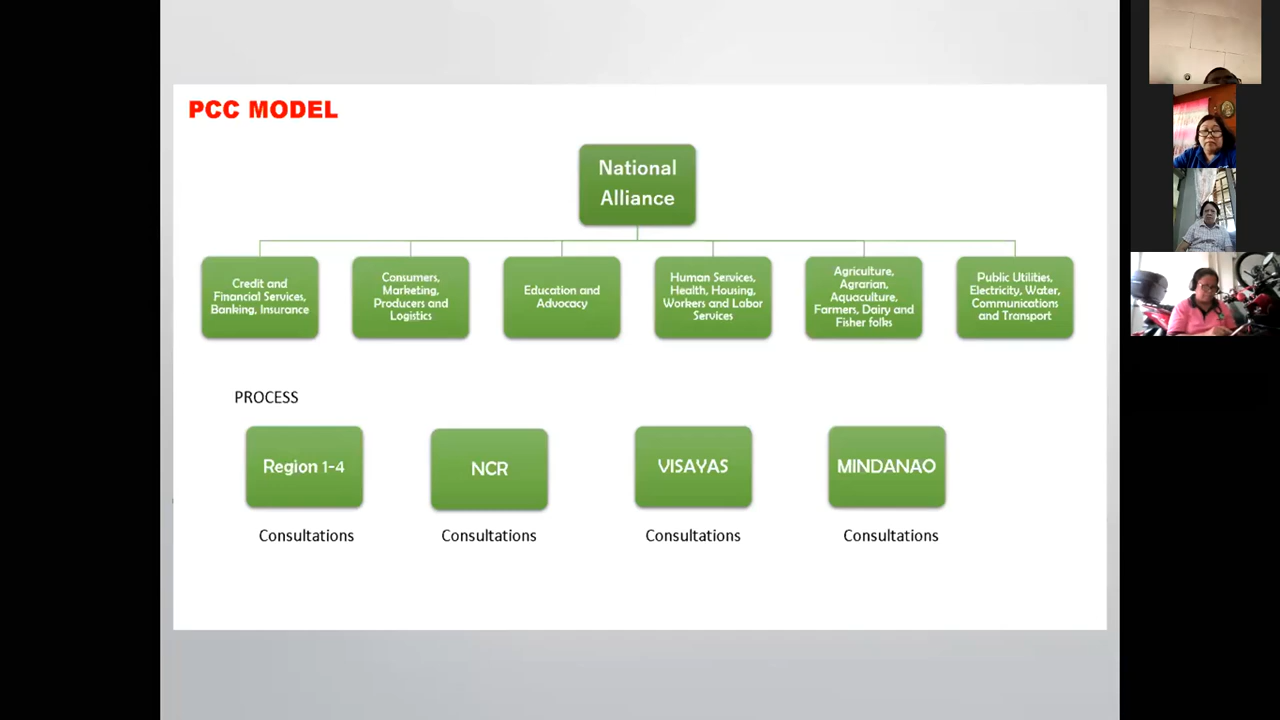 PCC MODEL
National
Alliance
Credit and
Financial Services,
Banking, Insurance
Consumers,
Marketing,
Producers and
Logistics
Education and
Advocacy
Human Services,
Health, Housing,
Workers and Labor
Services
Agriculture,
Agrarian,
Aquaculture,
Farmers, Dairy and
Fisher folks
Public Utilities,
Electricity, Water,
Communications
and Transport
PROCESS
Region 1-4
NCR
VISAYAS
MINDANAO
Consultations
Consultations
Consultations
Consultations